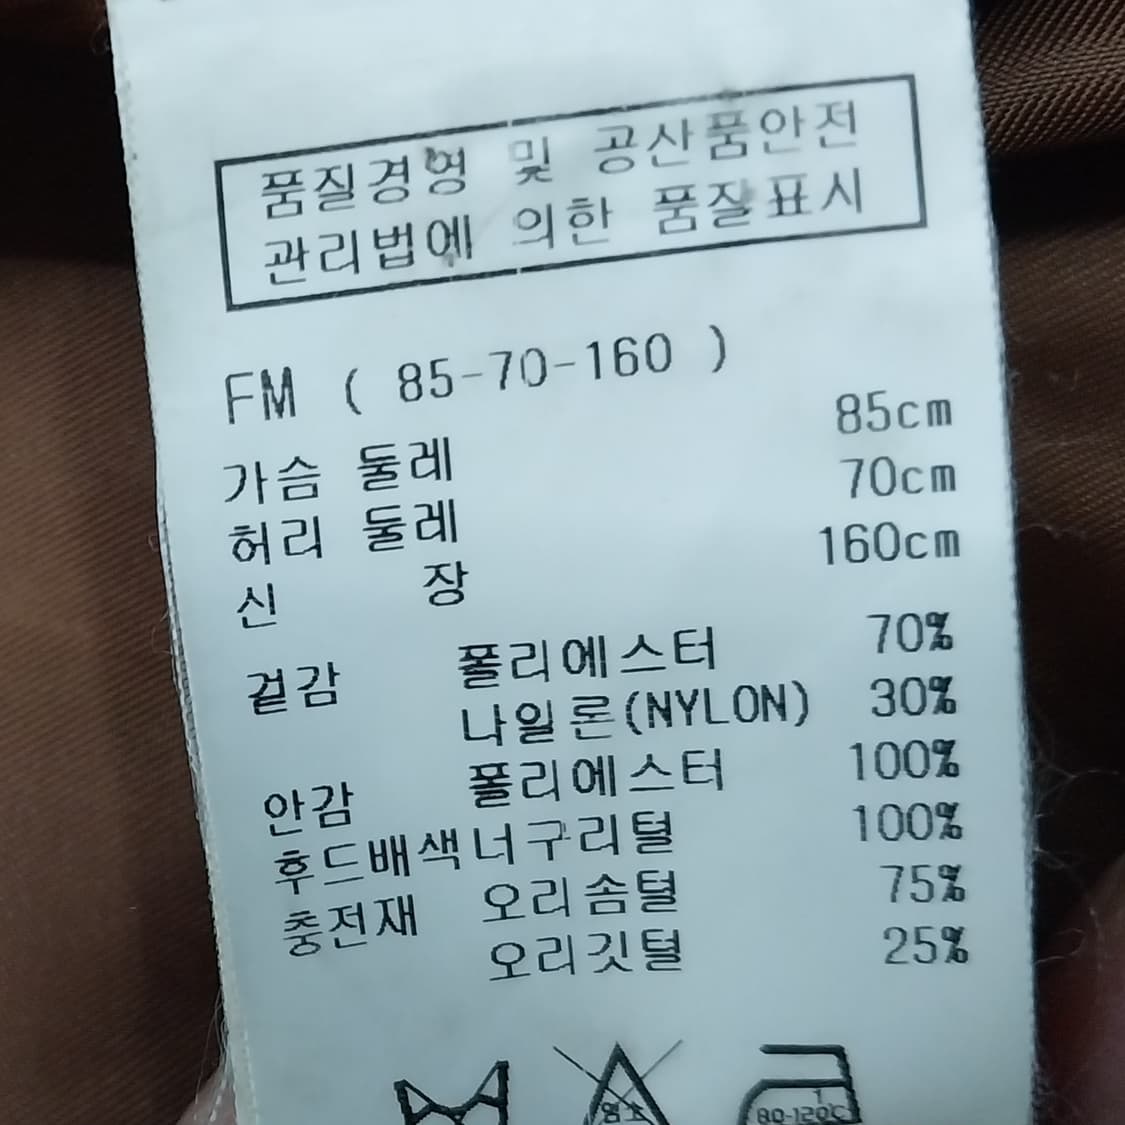 품질경영 및 공산품안전
관리법에 의한 품질표시
FM ( 85-70-160 )
가슴 둘레 85cm
허리 둘레 70cm
신 장 160cm
겉감 폴리에스터 70%
나일론(NYLON) 30%
안감 폴리에스터 100%
후드배색 너구리털 100%
충전재 오리솜털 75%
오리깃털 25%
염소
80-120℃